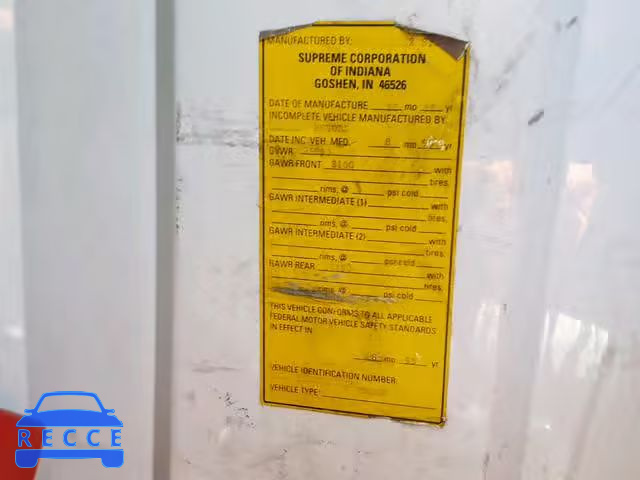 MANUFACTURED BY:
SUPREME CORPORATION
OF INDIANA
GOSHEN, IN 46526
DATE OF MANUFACTURE mo yr
INCOMPLETE VEHICLE MANUFACTURED BY:
DATE INC. VEH. MFD. 8 mo yr
GVWR
GAWR FRONT 8100 with
tires,
rims, @ psi cold
GAWR INTERMEDIATE (1) with
tires,
rims, @ psi cold
GAWR INTERMEDIATE (2) with
tires,
rims, @ psi cold
GAWR REAR with
tires,
rims @ psi cold
THIS VEHICLE CONFORMS TO ALL APPLICABLE
FEDERAL MOTOR VEHICLE SAFETY STANDARDS
IN EFFECT IN
mo yr
VEHICLE IDENTIFICATION NUMBER:
VEHICLE TYPE:
RECCE